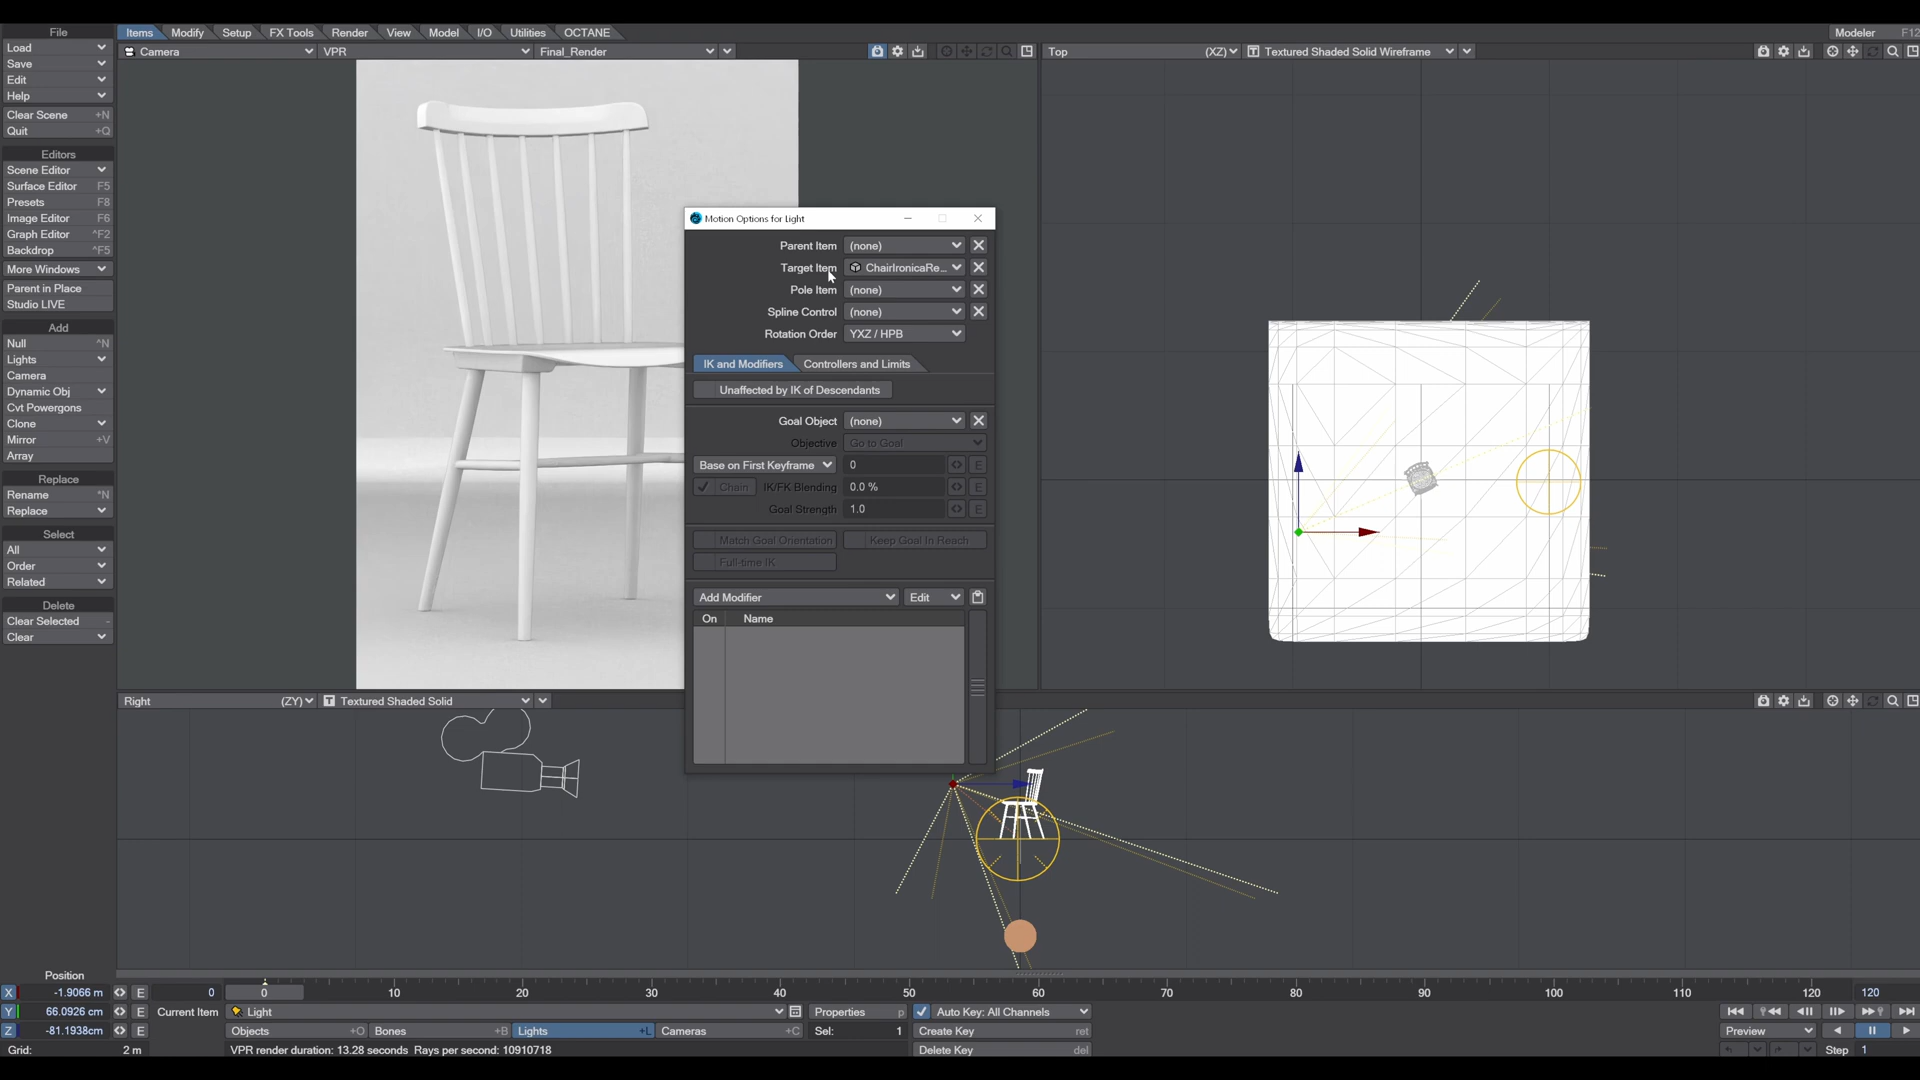 File
Items Modify Setup FX Tools Render View Model I/O Utilities OCTANE Modeler F12
Load
Camera VPR Final_Render Top (XZ) Textured Shaded Solid Wireframe
Save
Edit
Help
Clear Scene +N
Quit +Q
Editors
Scene Editor
Surface Editor F5
Presets F8
Image Editor F6
Graph Editor ^F2
Backdrop ^F5
More Windows
Parent in Place
Studio LIVE
Add
Null ^N
Lights
Camera
Dynamic Obj
Cvt Powergons
Clone
Mirror +V
Array
Replace
Rename ^N
Replace
Select
All
Order
Related
Delete
Clear Selected -
Clear
Motion Options for Light
Parent Item (none)
Target Item ChairIronicaRe...
Pole Item (none)
Spline Control (none)
Rotation Order YXZ / HPB
IK and Modifiers Controllers and Limits
Unaffected by IK of Descendants
Goal Object (none)
Objective Go to Goal
Base on First Keyframe 0 E
Chain IK/FK Blending 0.0 % E
Goal Strength 1.0 E
Match Goal Orientation Keep Goal In Reach
Full-time IK
Add Modifier Edit
On Name
Right (ZY) Textured Shaded Solid
Position
X -1.9066 m E 0 0 10 20 30 40 50 60 70 80 90 100 110 120 120
Y 66.0926 cm E Current Item Light Properties p Auto Key: All Channels
Z -81.1938cm E Objects +O Bones +B Lights +L Cameras +C Sel: 1 Create Key ret Preview
Grid: 2 m VPR render duration: 13.28 seconds Rays per second: 10910718 Delete Key del Step 1